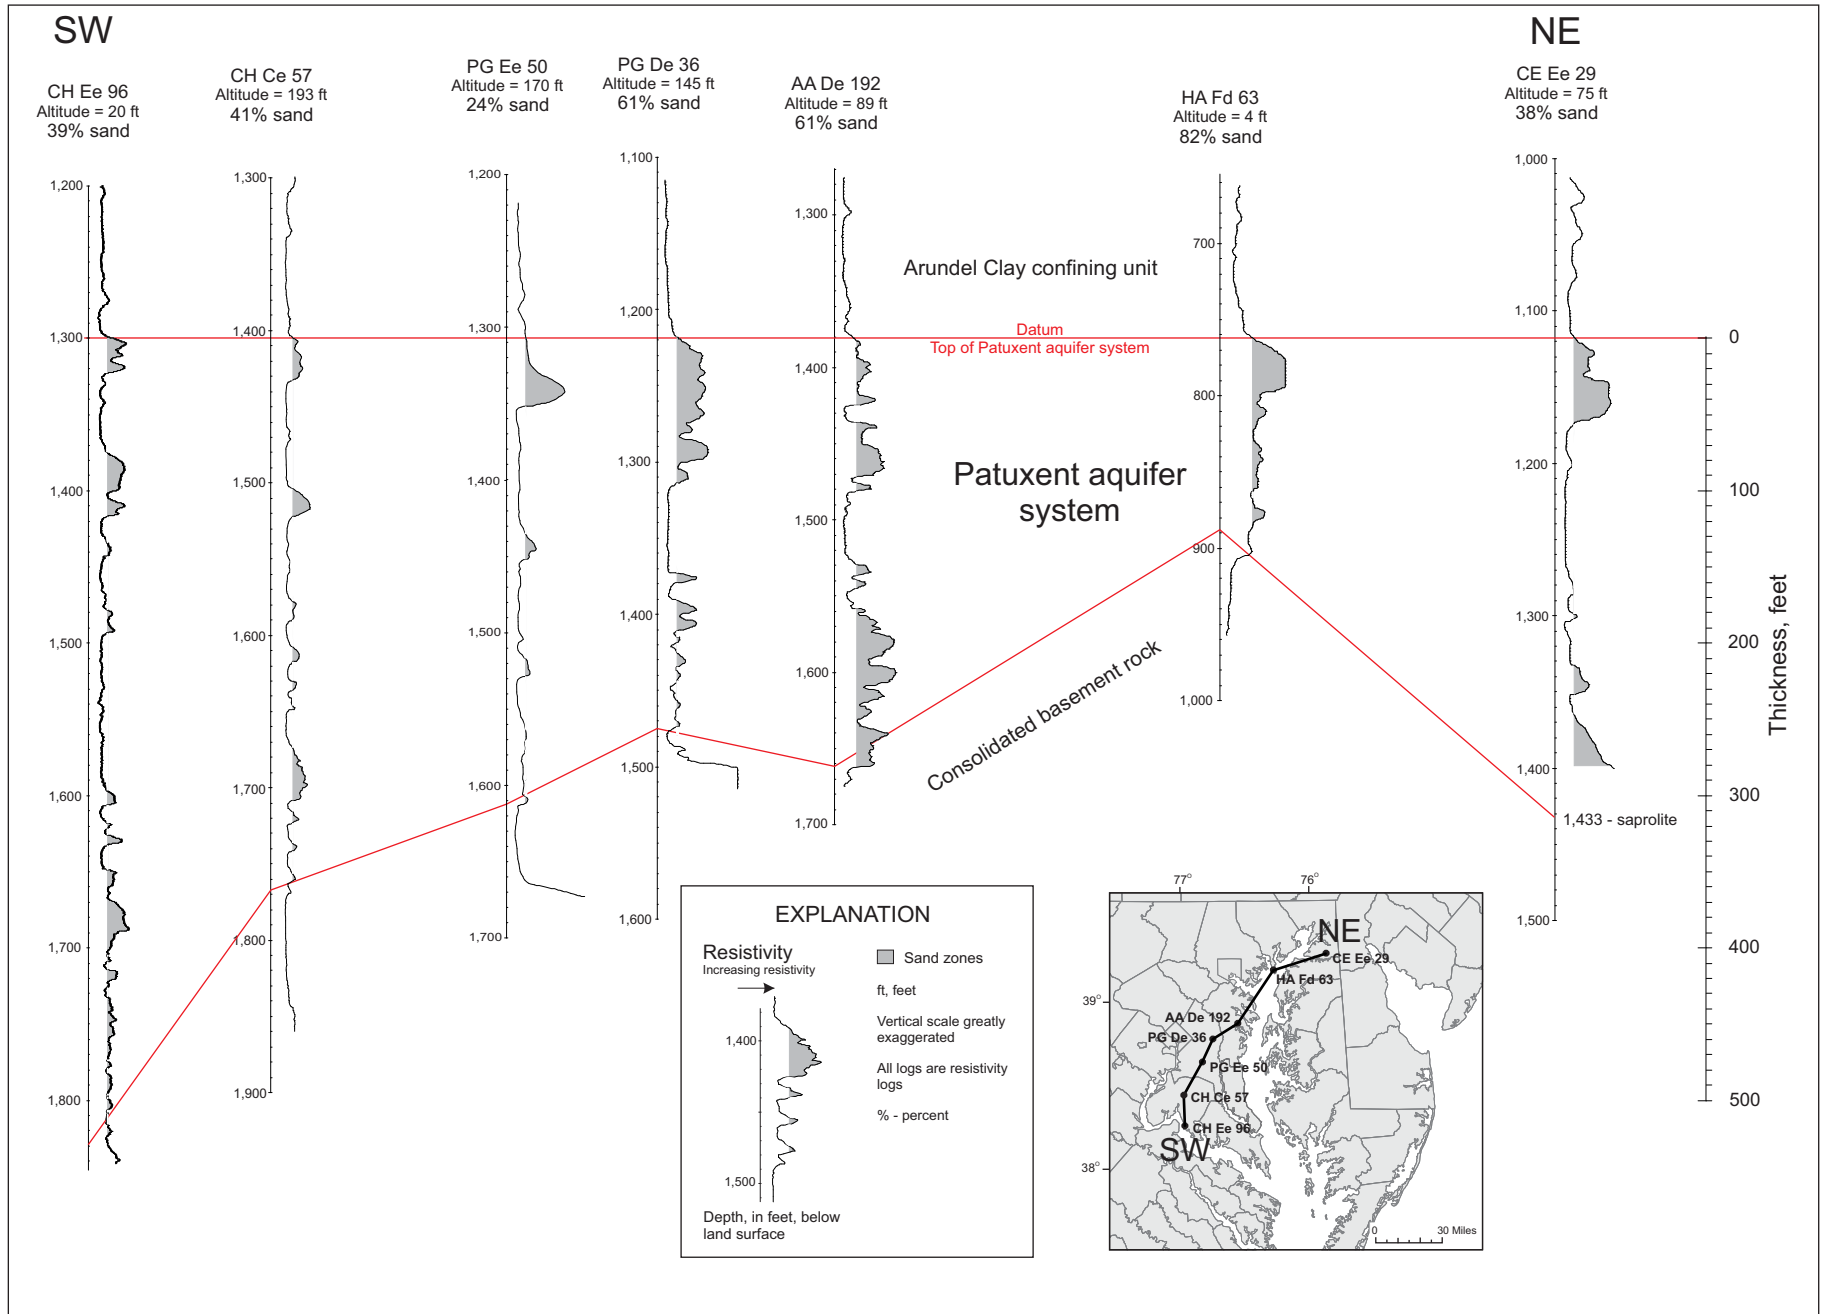 SW
NE
CH Ee 96
Altitude = 20 ft
39% sand
CH Ce 57
Altitude = 193 ft
41% sand
PG Ee 50
Altitude = 170 ft
24% sand
PG De 36
Altitude = 145 ft
61% sand
AA De 192
Altitude = 89 ft
61% sand
HA Fd 63
Altitude = 4 ft
82% sand
CE Ee 29
Altitude = 75 ft
38% sand
1,200
1,300
1,400
1,500
1,600
1,700
1,800
1,300
1,400
1,500
1,600
1,700
1,800
1,900
1,200
1,300
1,400
1,500
1,600
1,700
1,100
1,200
1,300
1,400
1,500
1,600
1,300
1,400
1,500
1,600
1,700
700
800
900
1,000
1,000
1,100
1,200
1,300
1,400
1,433 - saprolite
1,500
Arundel Clay confining unit
Datum
Top of Patuxent aquifer system
Patuxent aquifer
system
Consolidated basement rock
0
100
200
300
400
500
Thickness, feet
EXPLANATION
Resistivity
Increasing resistivity
1,400
1,500
Depth, in feet, below
land surface
Sand zones
ft, feet
Vertical scale greatly
exaggerated
All logs are resistivity
logs
% - percent
77°
76°
39°
38°
NE
CE Ee 29
HA Fd 63
AA De 192
PG De 36
PG Ee 50
CH Ce 57
CH Ee 96
SW
0
30 Miles